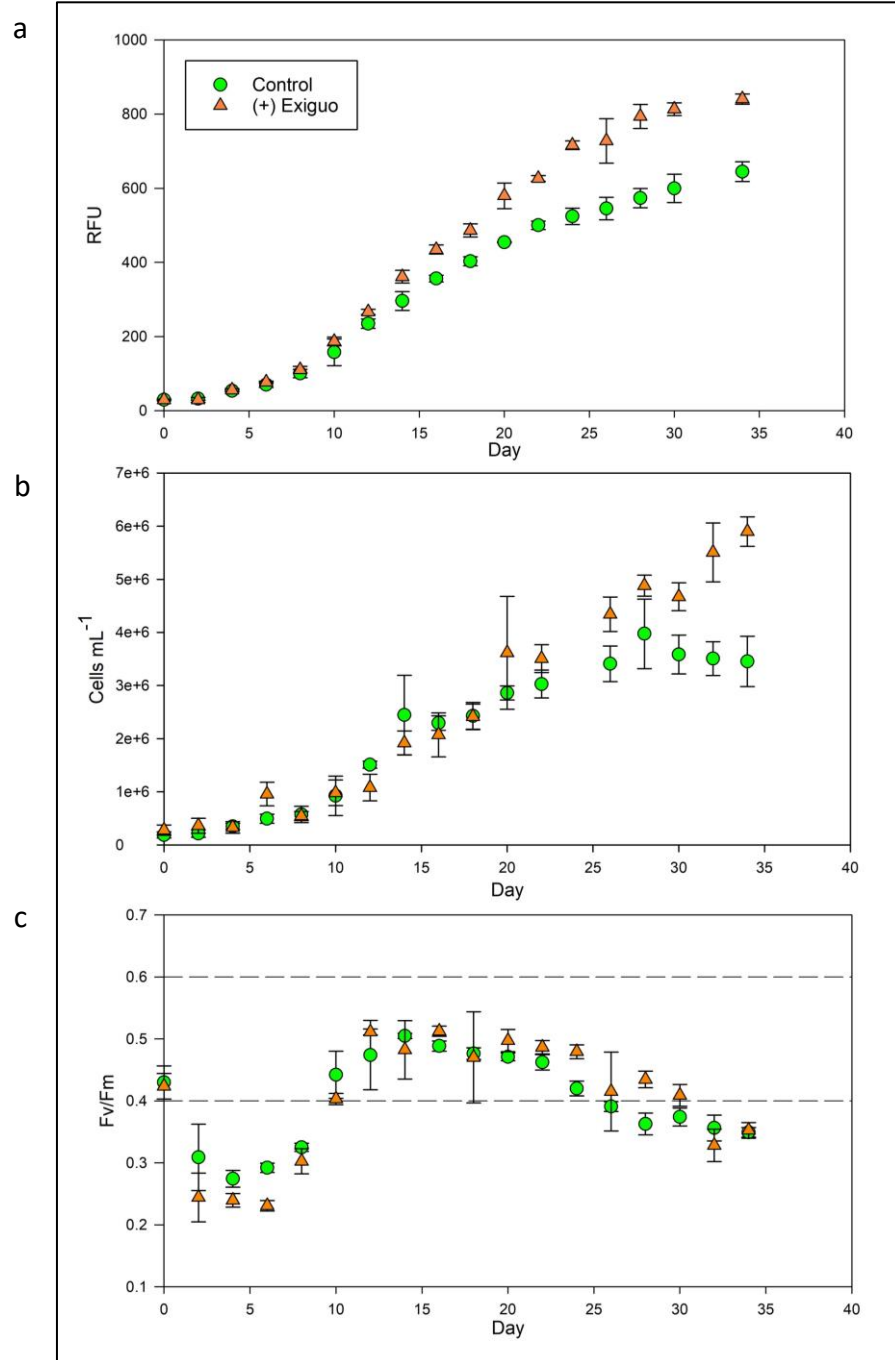 a
1000
800
600
400
200
0
RFU
Control
(+) Exiguo
0 5 10 15 20 25 30 35 40
Day
b
7e+6
6e+6
5e+6
4e+6
3e+6
2e+6
1e+6
0
Cells mL⁻¹
0 5 10 15 20 25 30 35 40
Day
c
0.7
0.6
0.5
0.4
0.3
0.2
0.1
Fv/Fm
0 5 10 15 20 25 30 35 40
Day